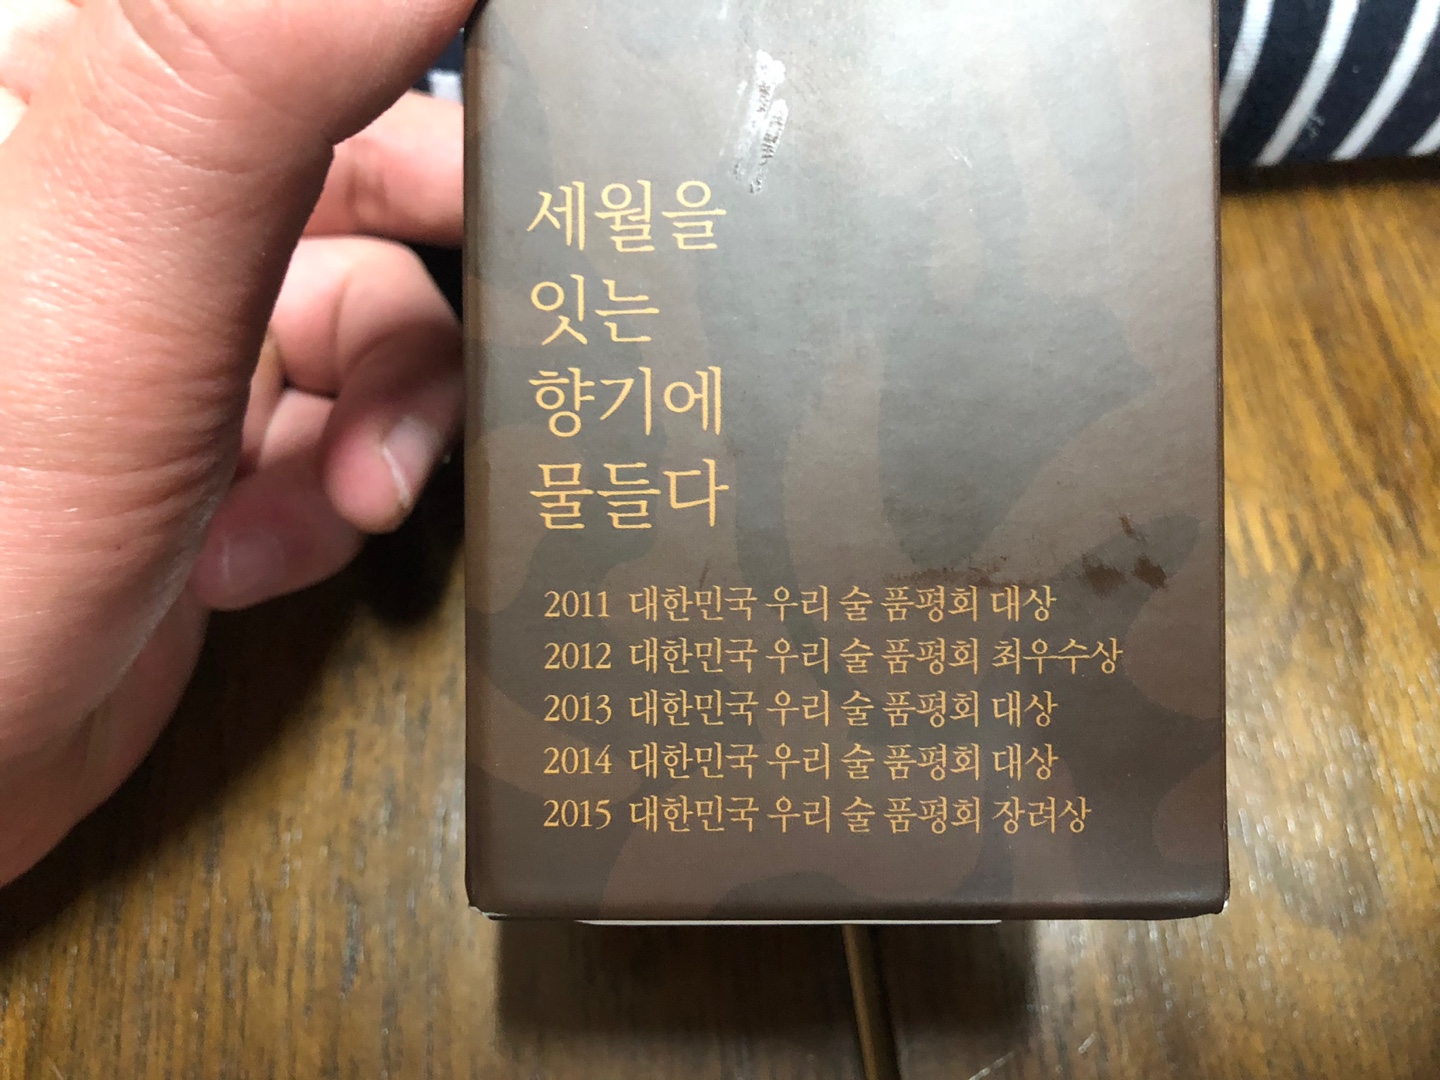 세월을
잇는
향기에
물들다
2011 대한민국 우리 술 품평회 대상
2012 대한민국 우리 술 품평회 최우수상
2013 대한민국 우리 술 품평회 대상
2014 대한민국 우리 술 품평회 대상
2015 대한민국 우리 술 품평회 장려상